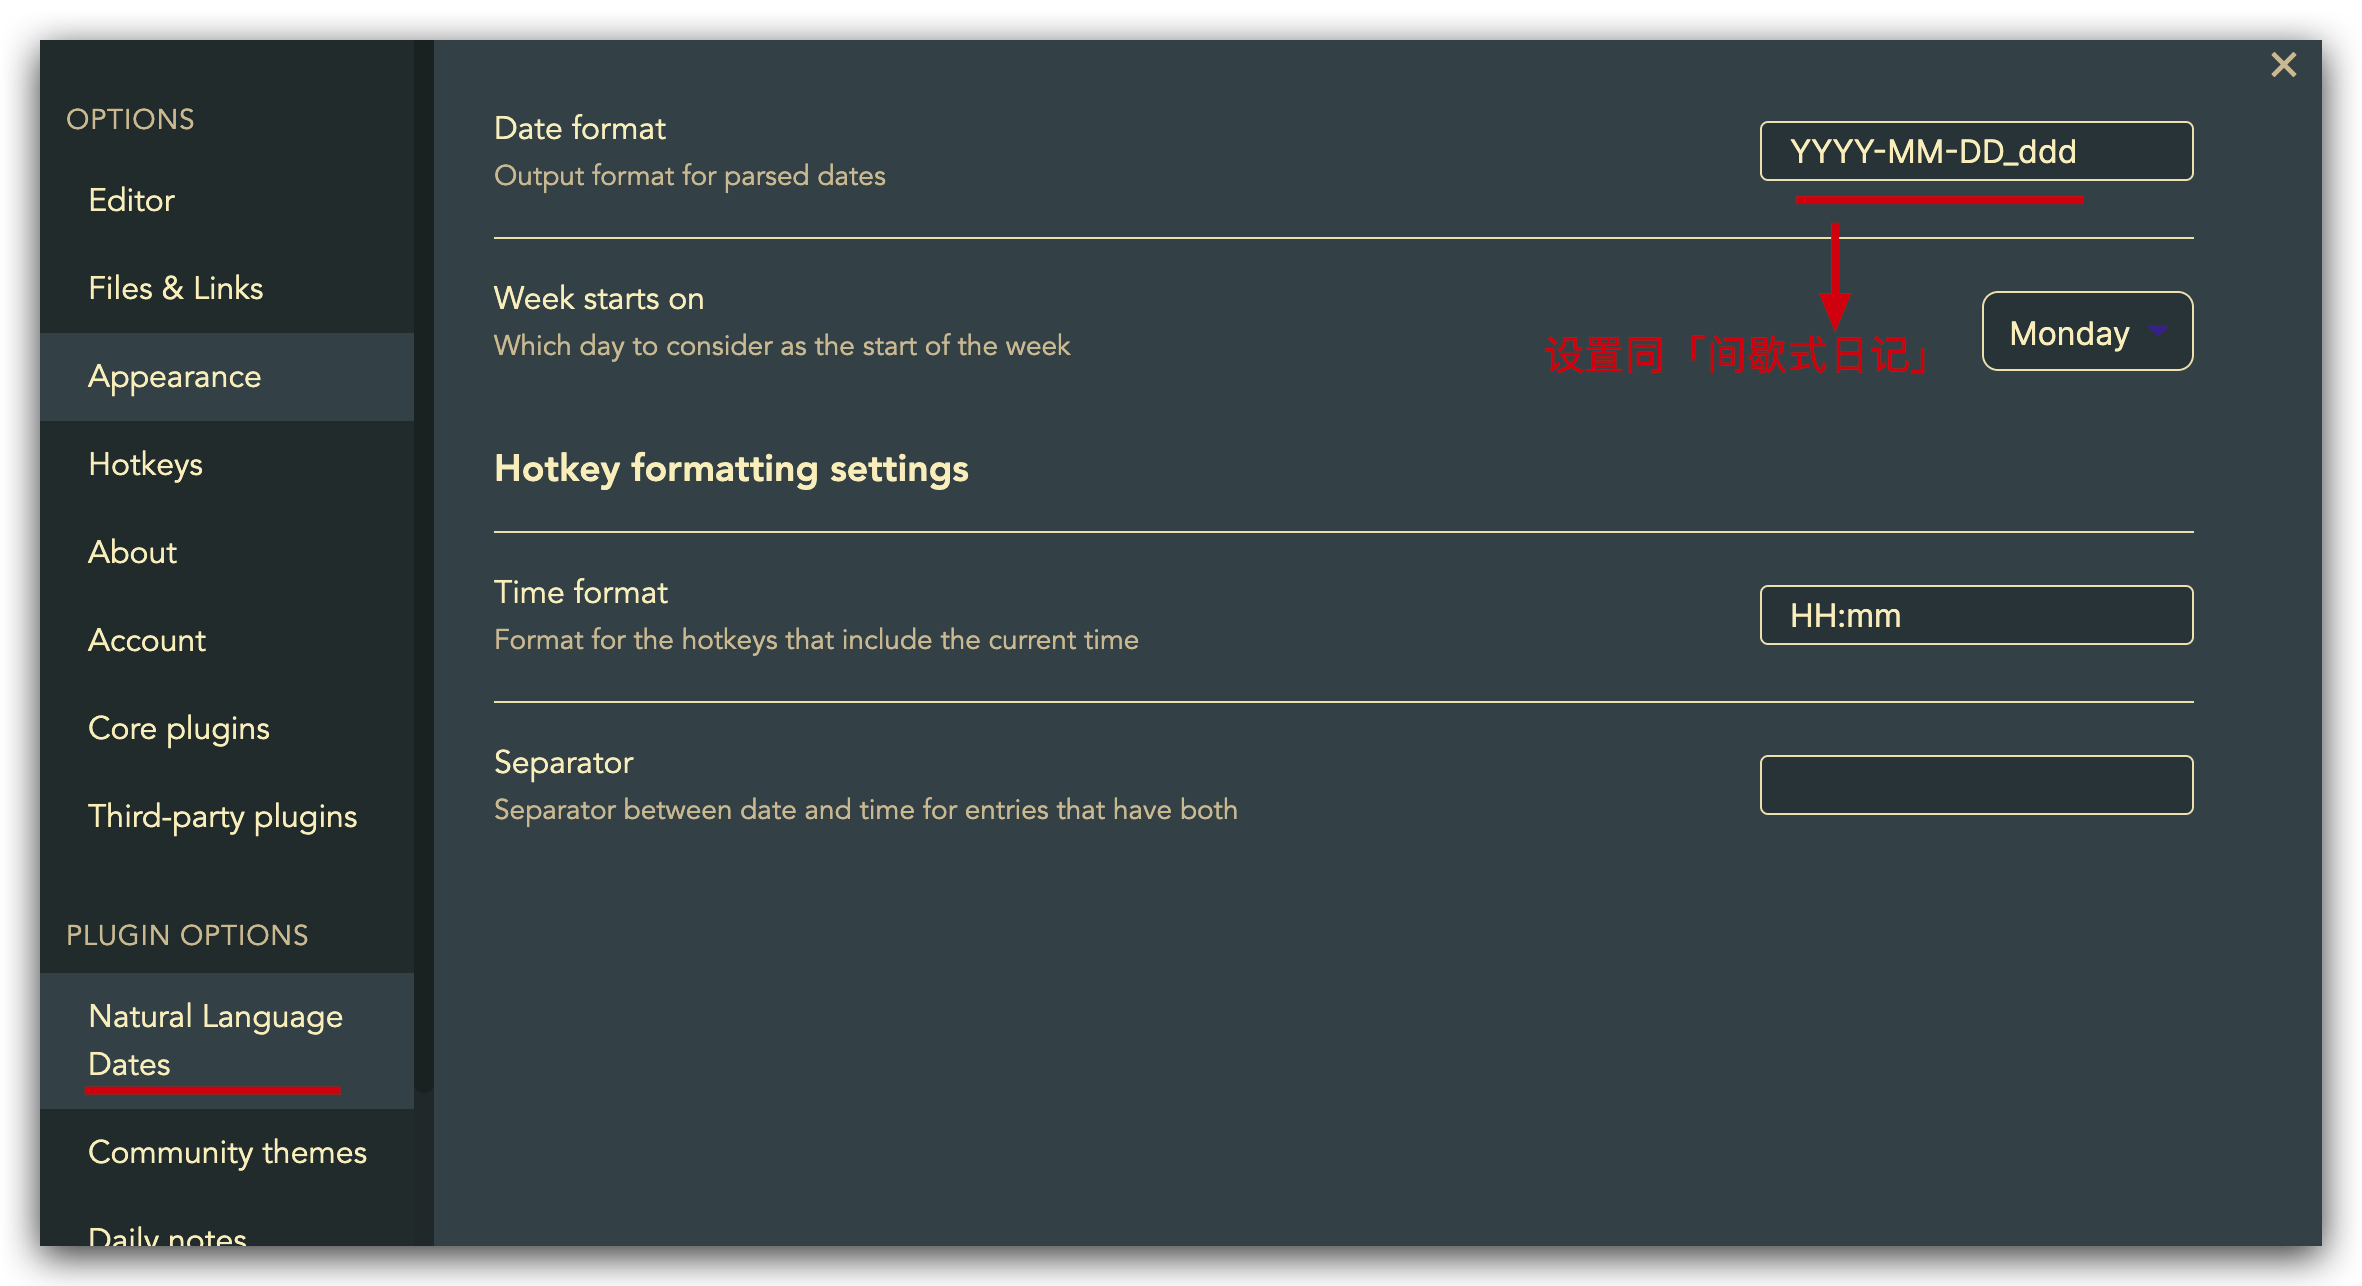 OPTIONS
Editor
Files & Links
Appearance
Hotkeys
About
Account
Core plugins
Third-party plugins
PLUGIN OPTIONS
Natural Language
Dates
Community themes
Daily notes
Date format
Output format for parsed dates
YYYY-MM-DD_ddd
Week starts on
Which day to consider as the start of the week
设置同「间歇式日记」
Monday
Hotkey formatting settings
Time format
Format for the hotkeys that include the current time
HH:mm
Separator
Separator between date and time for entries that have both